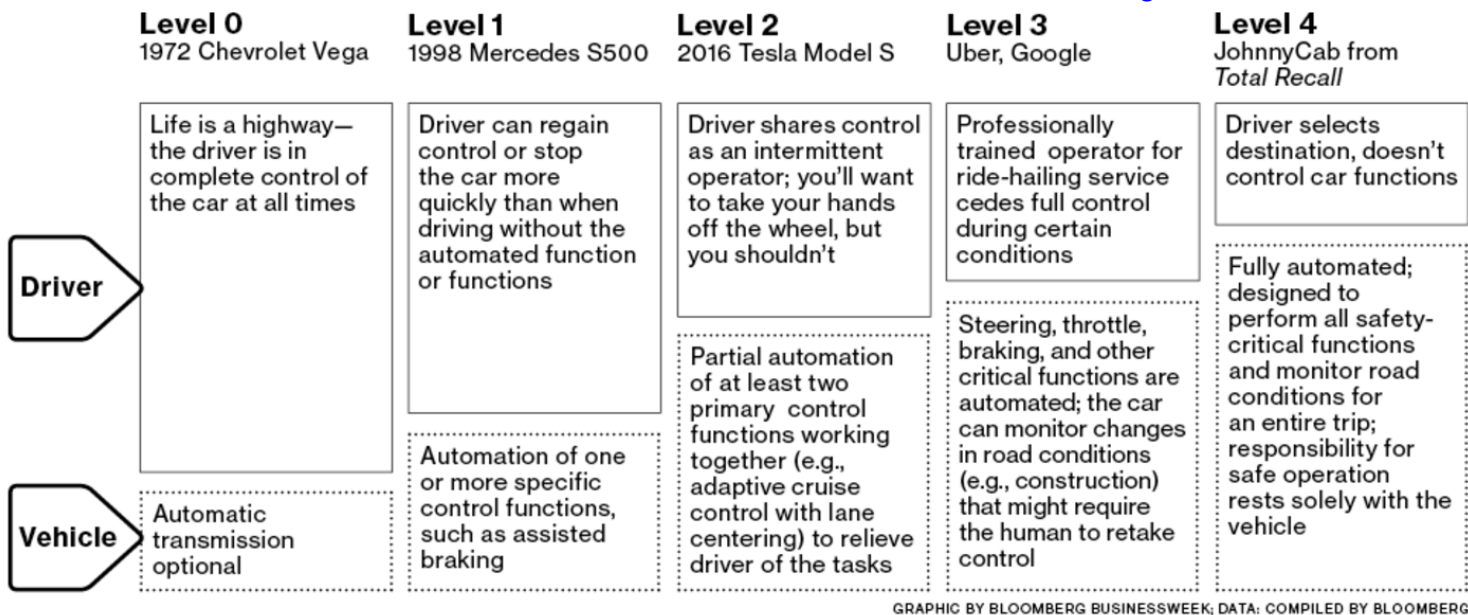 Level 0
1972 Chevrolet Vega
Level 1
1998 Mercedes S500
Level 2
2016 Tesla Model S
Level 3
Uber, Google
Level 4
JohnnyCab from
Total Recall
Driver
Life is a highway—
the driver is in
complete control of
the car at all times
Driver can regain
control or stop
the car more
quickly than when
driving without the
automated function
or functions
Driver shares control
as an intermittent
operator; you'll want
to take your hands
off the wheel, but
you shouldn't
Professionally
trained operator for
ride-hailing service
cedes full control
during certain
conditions
Driver selects
destination, doesn't
control car functions
Vehicle
Automatic
transmission
optional
Automation of one
or more specific
control functions,
such as assisted
braking
Partial automation
of at least two
primary control
functions working
together (e.g.,
adaptive cruise
control with lane
centering) to relieve
driver of the tasks
Steering, throttle,
braking, and other
critical functions are
automated; the car
can monitor changes
in road conditions
(e.g., construction)
that might require
the human to retake
control
Fully automated;
designed to
perform all safety-
critical functions
and monitor road
conditions for
an entire trip;
responsibility for
safe operation
rests solely with the
vehicle
GRAPHIC BY BLOOMBERG BUSINESSWEEK; DATA: COMPILED BY BLOOMBERG